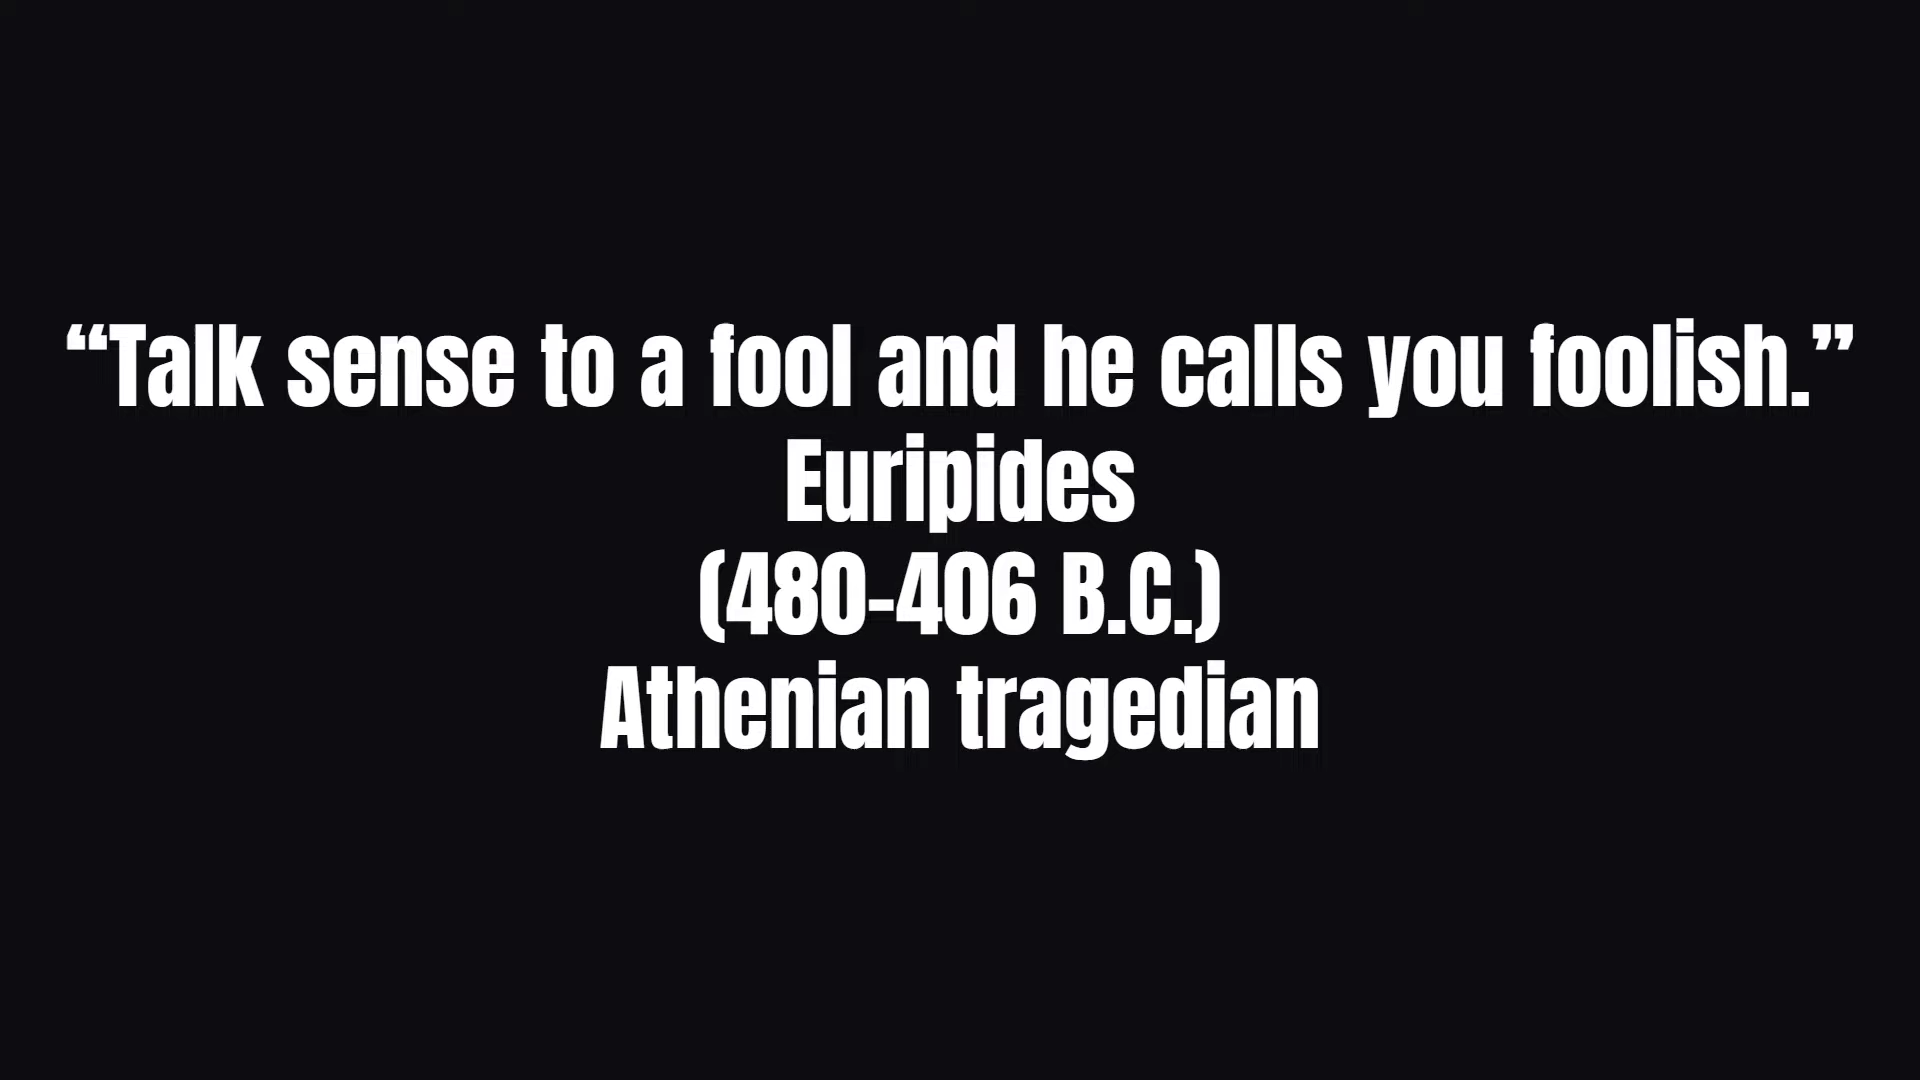 “Talk sense to a fool and he calls you foolish.”
Euripides
(480-406 B.C.)
Athenian tragedian